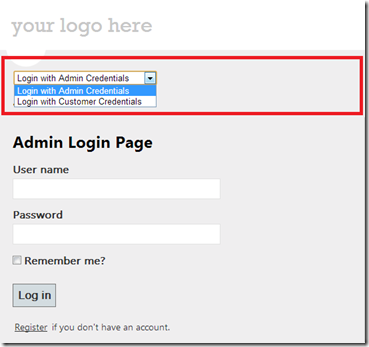 your logo here
Login with Admin Credentials
Login with Admin Credentials
Login with Customer Credentials
Admin Login Page
User name
Password
Remember me?
Log in
Register if you don't have an account.